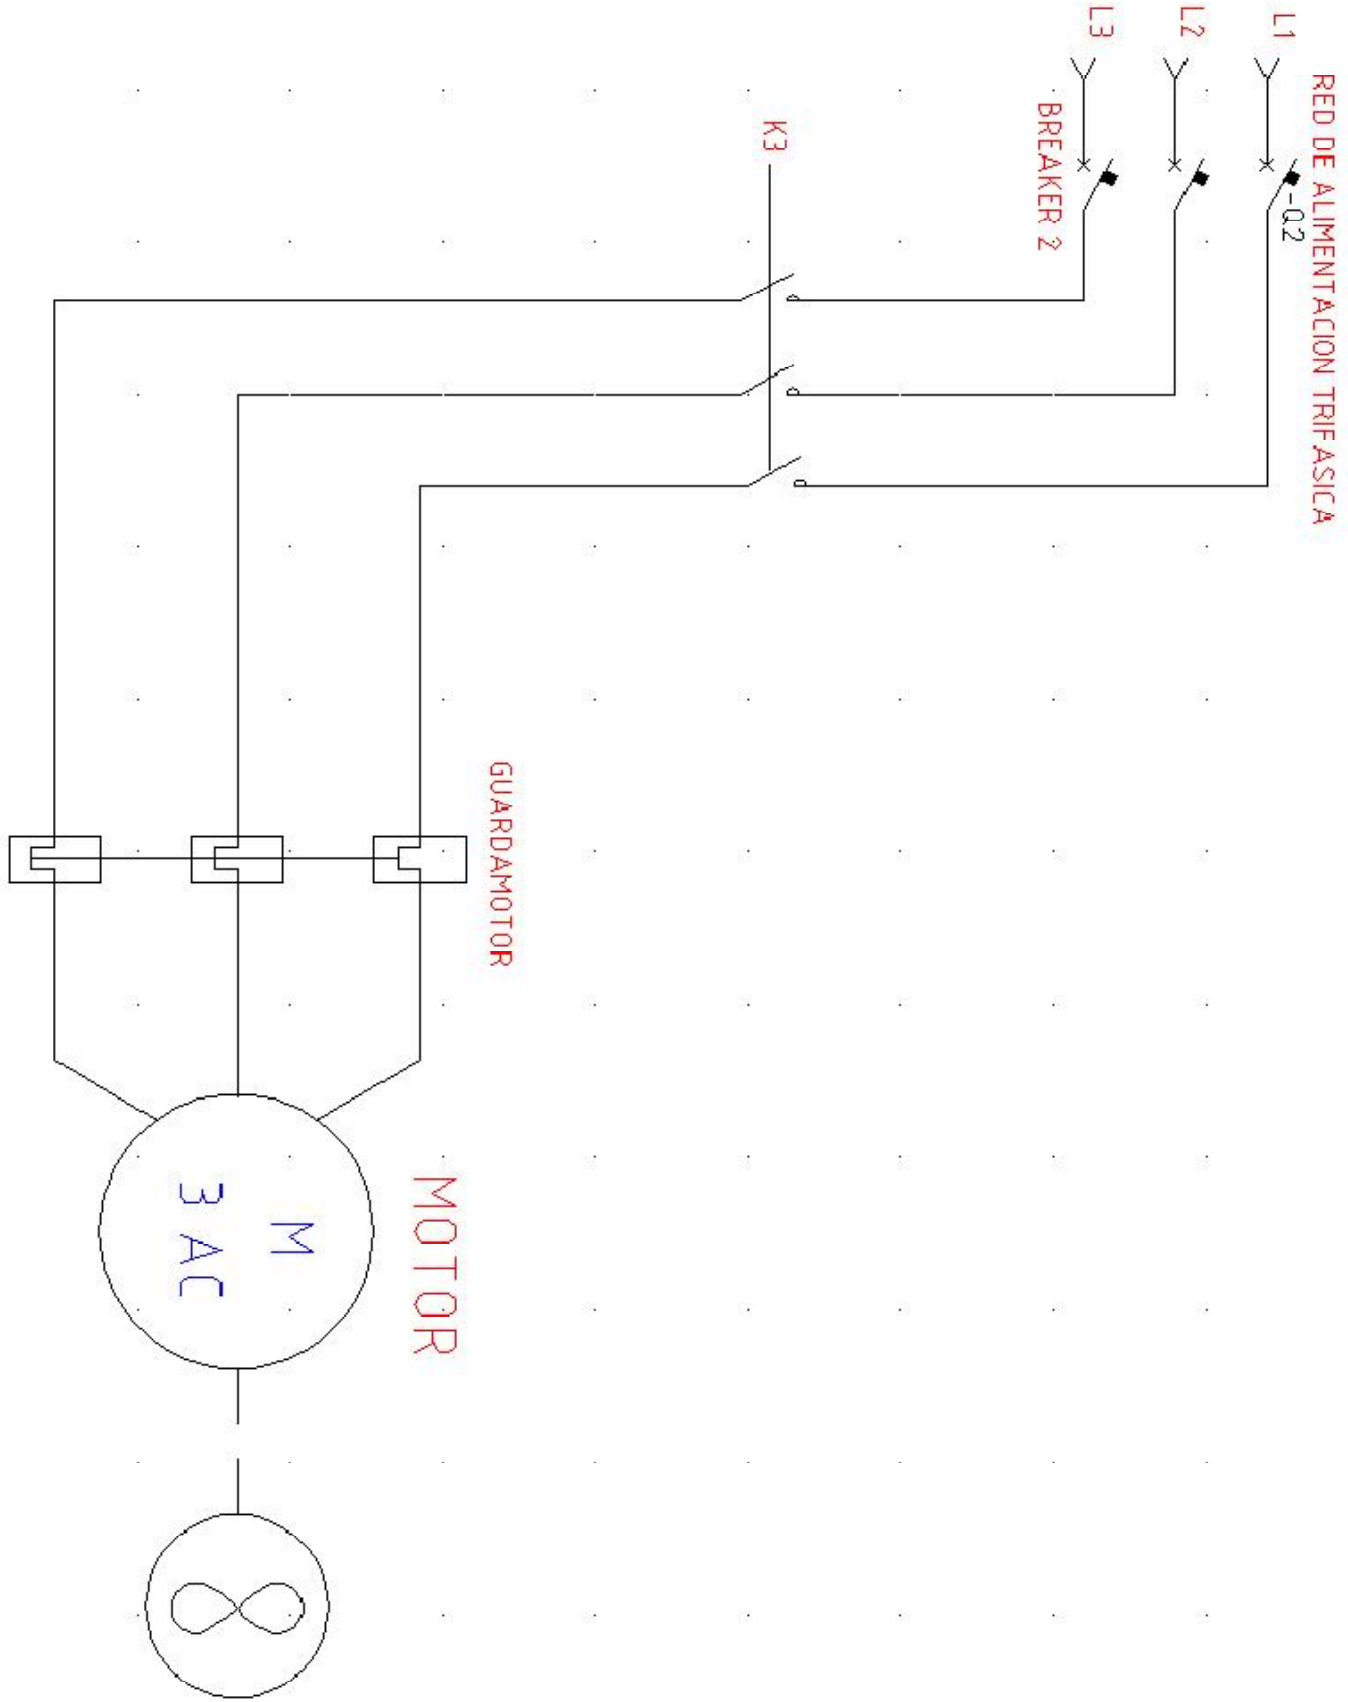 RED DE ALIMENTACION TRIFASICA
L1
L2
L3
-Q2
BREAKER 2
K3
GUARDAMOTOR
MOTOR
M
3 AC